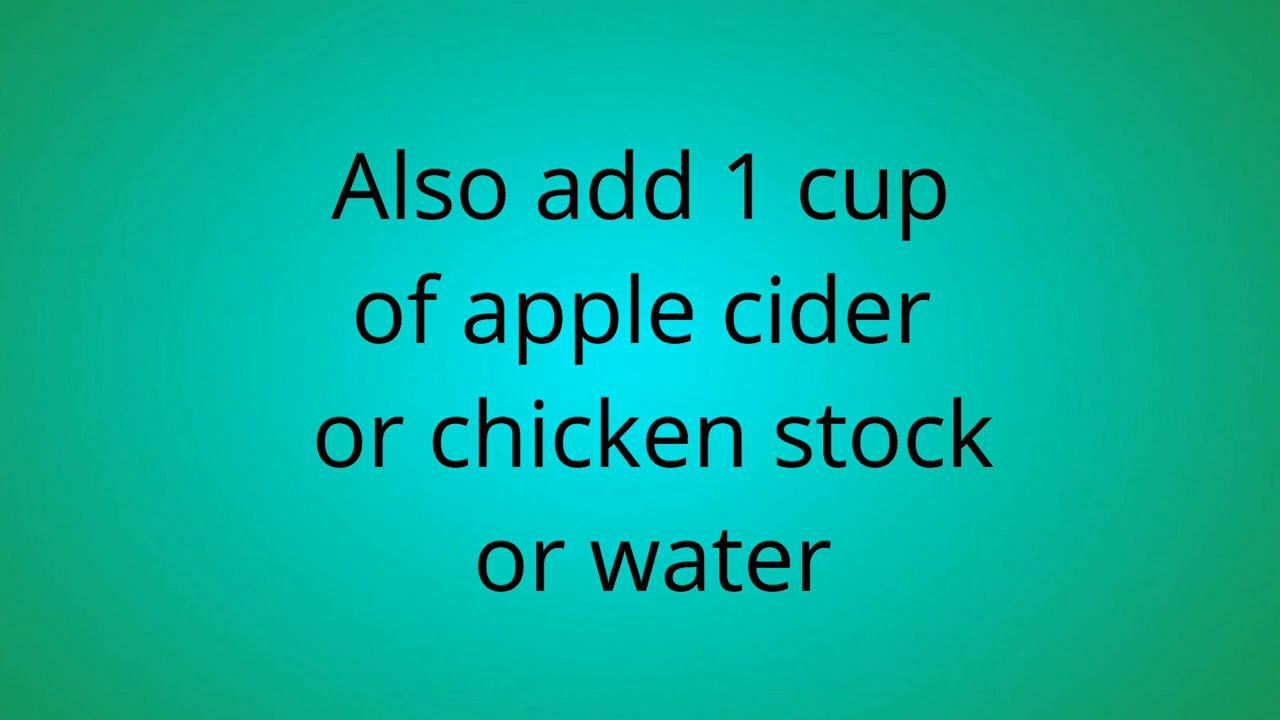 Also add 1 cup
of apple cider
or chicken stock
or water